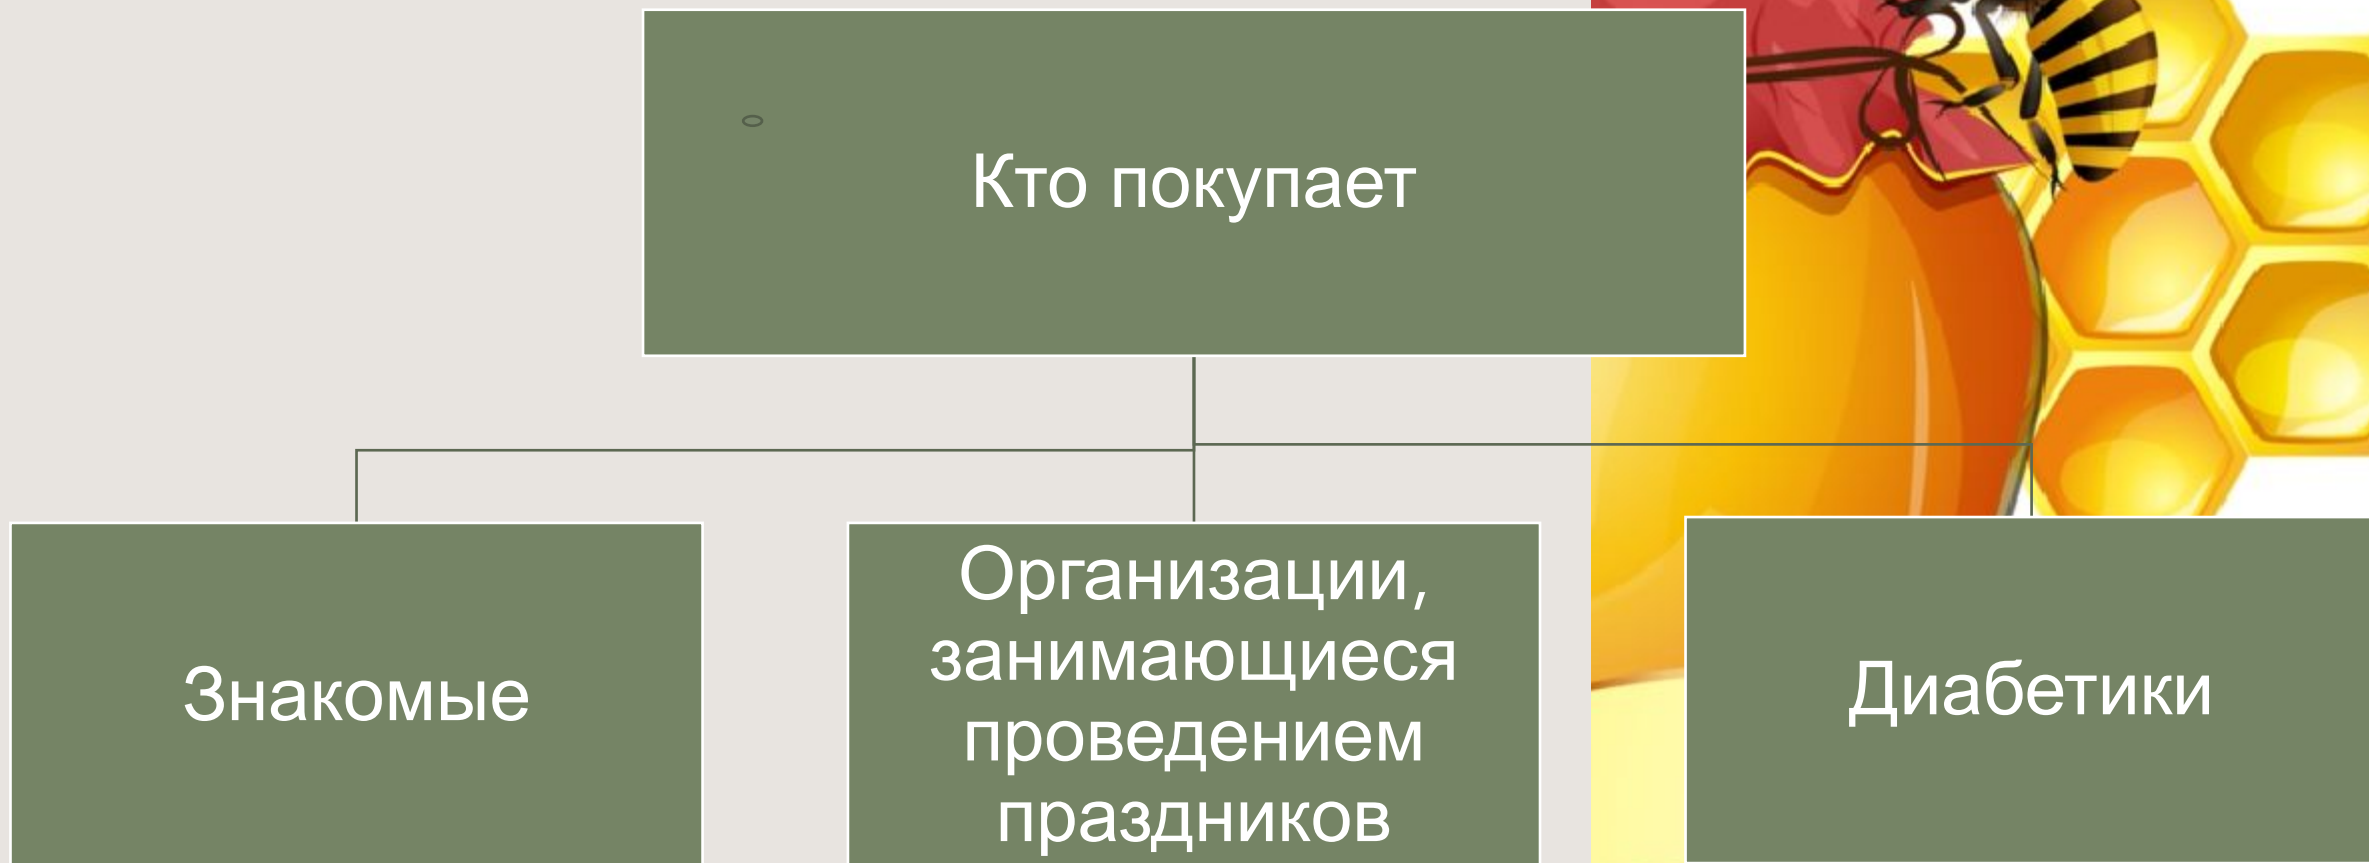 Кто покупает
Знакомые
Организации,
занимающиеся
проведением
праздников
Диабетики